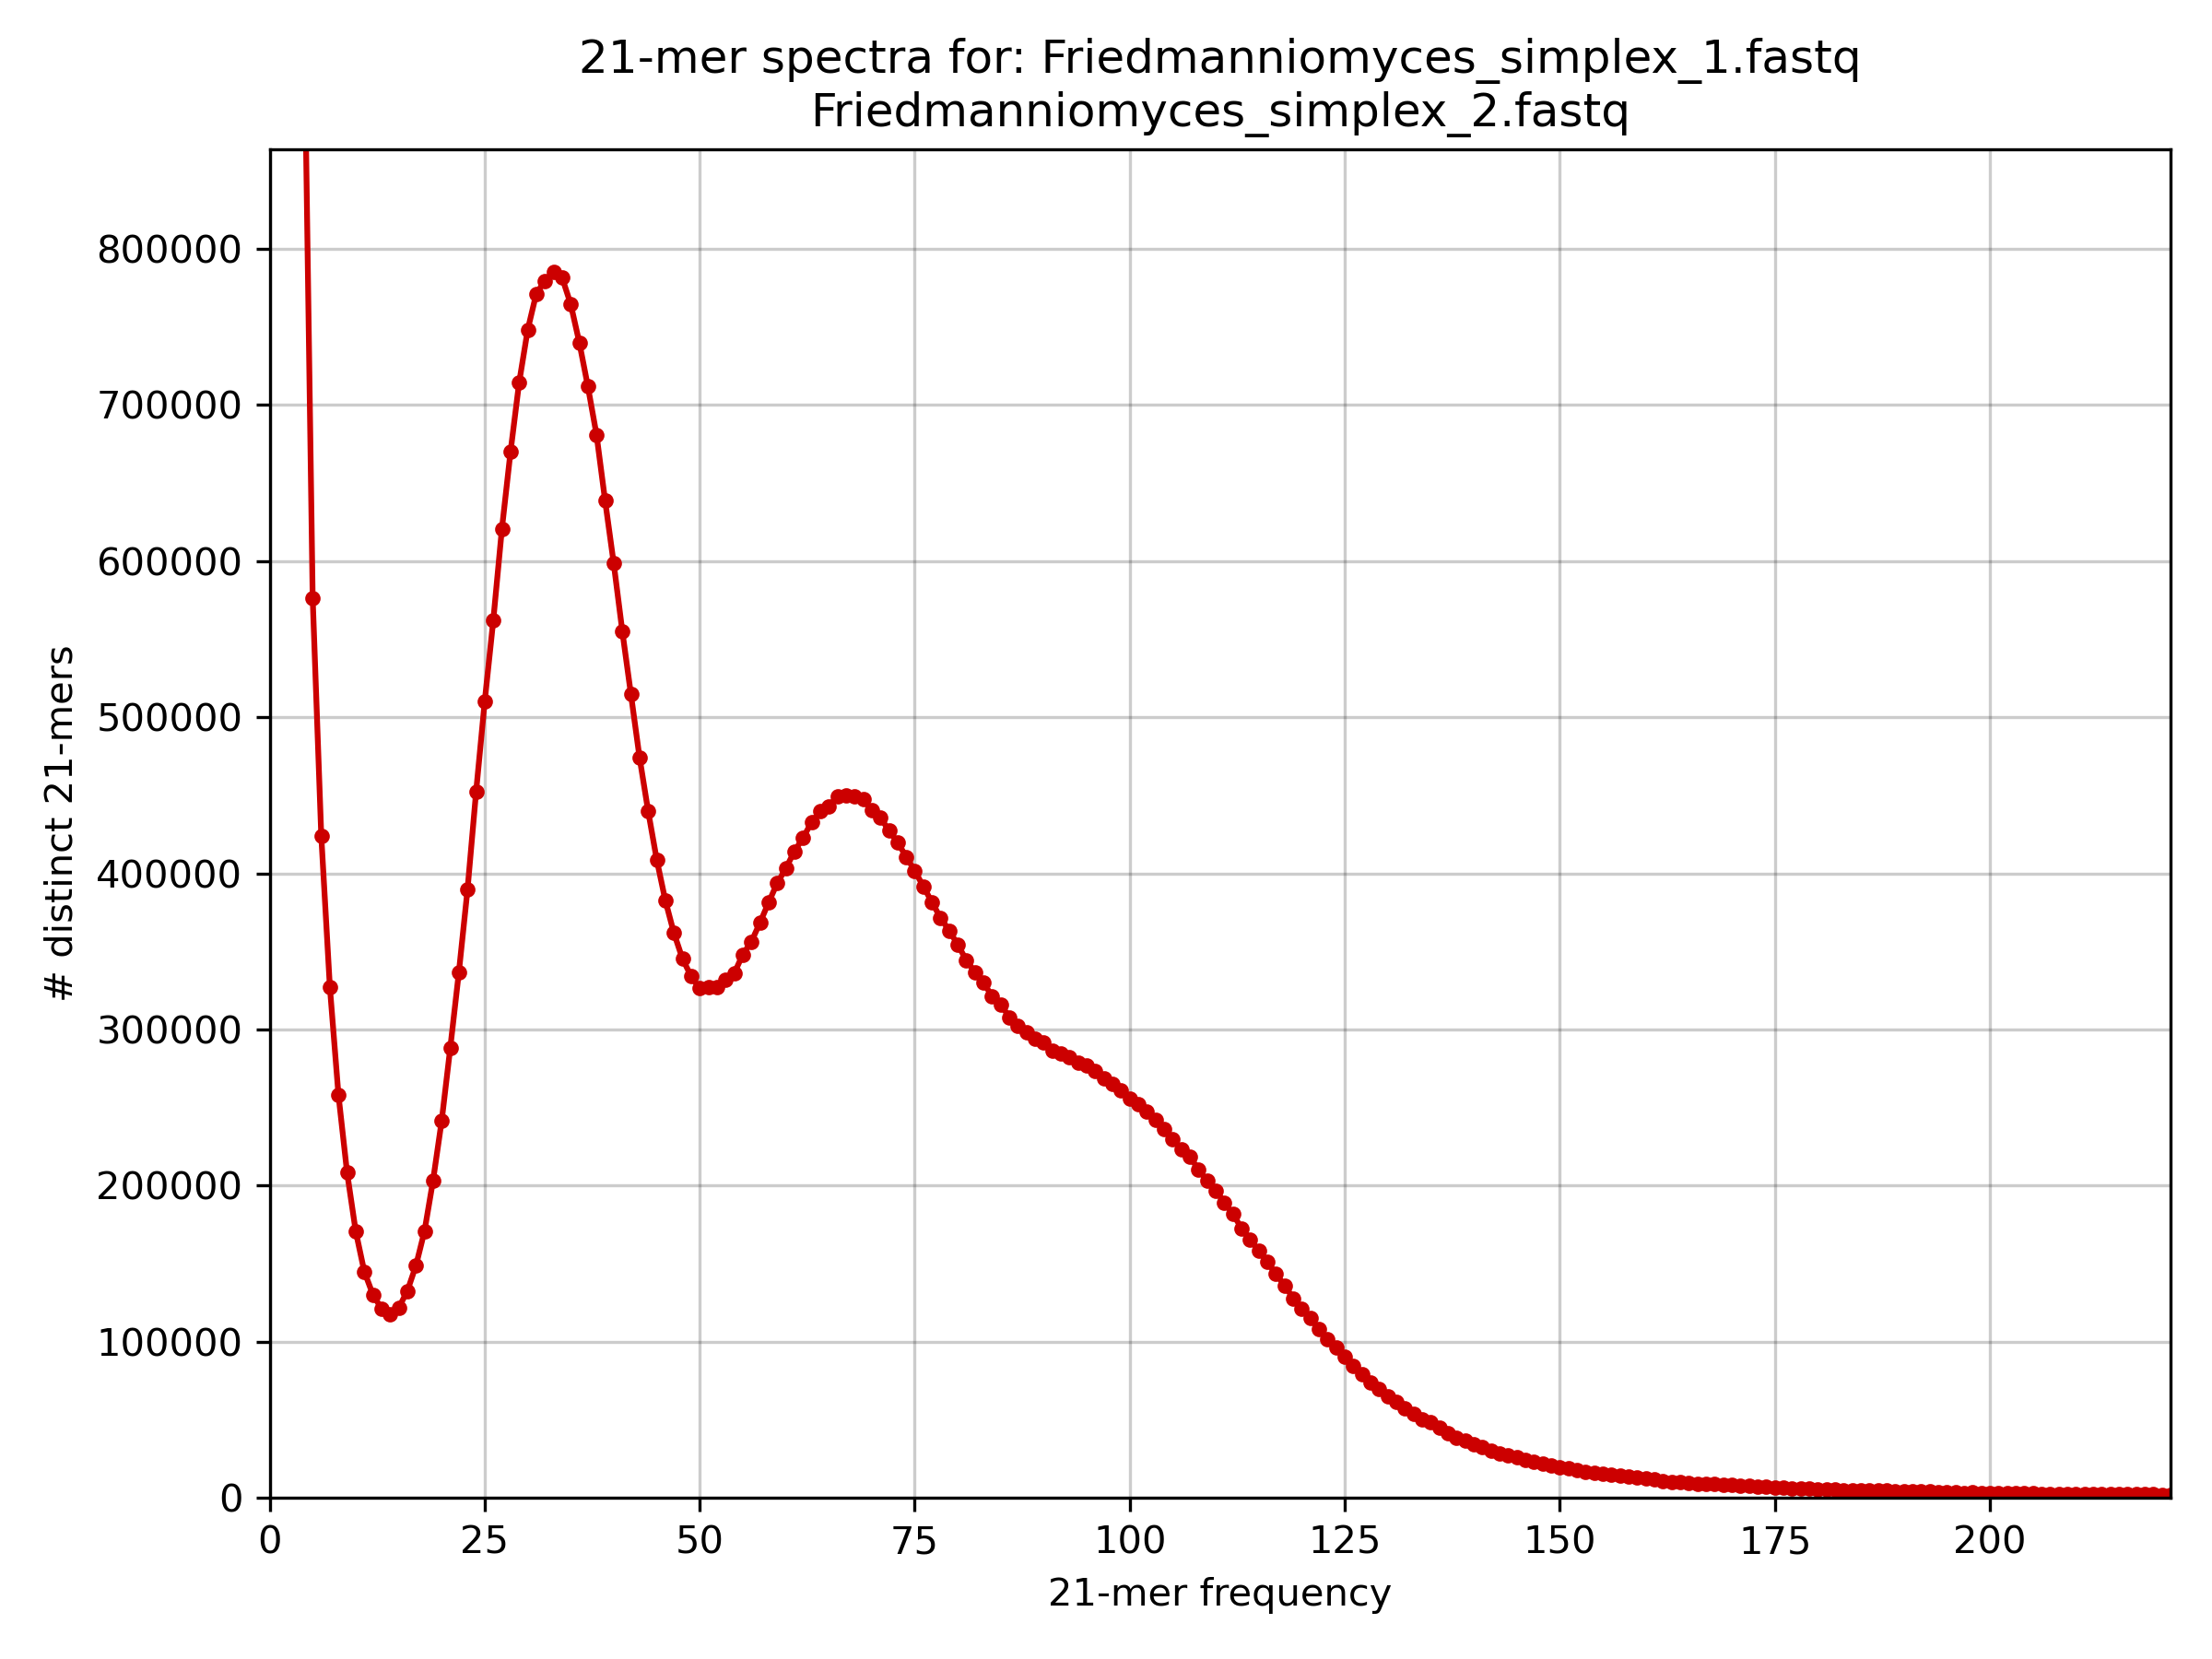 21-mer spectra for: Friedmanniomyces_simplex_1.fastq
Friedmanniomyces_simplex_2.fastq
800000
700000
600000
500000
400000
300000
200000
100000
0
# distinct 21-mers
0 25 50 75 100 125 150 175 200
21-mer frequency